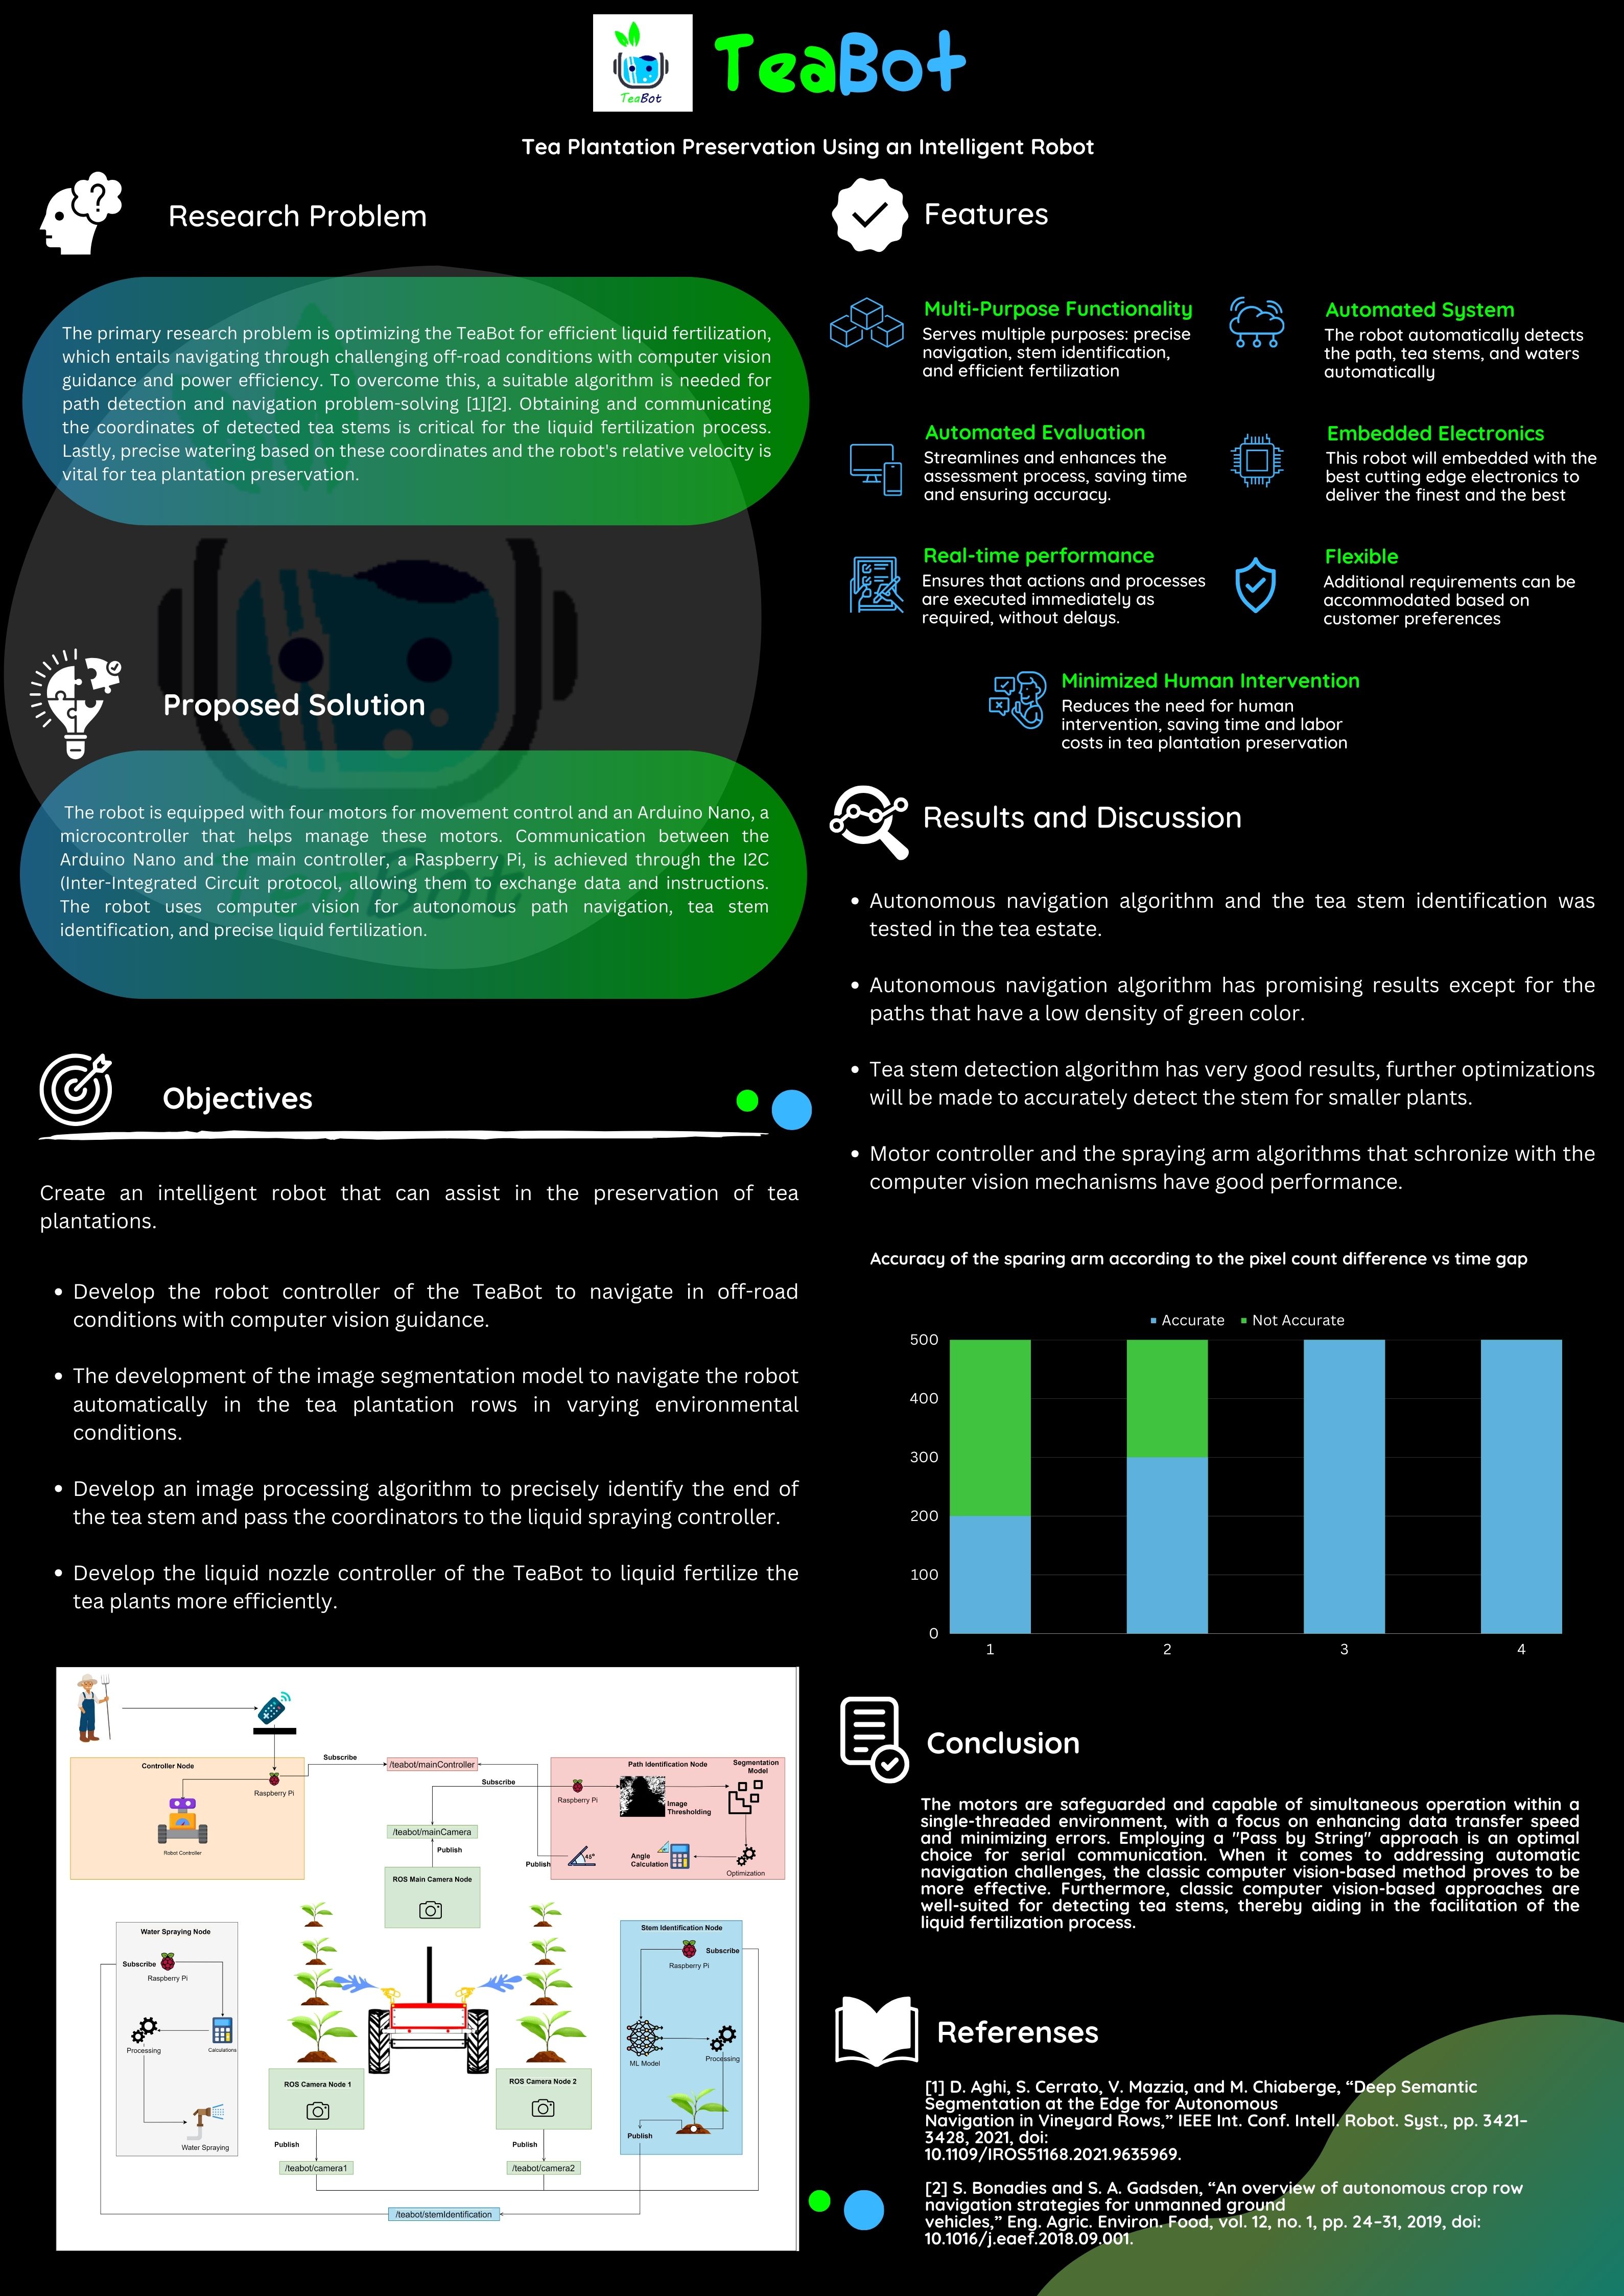 TeaBot
TeaBot
Tea Plantation Preservation Using an Intelligent Robot
Research Problem
The primary research problem is optimizing the TeaBot for efficient liquid fertilization,
which entails navigating through challenging off-road conditions with computer vision
guidance and power efficiency. To overcome this, a suitable algorithm is needed for
path detection and navigation problem-solving [1][2]. Obtaining and communicating
the coordinates of detected tea stems is critical for the liquid fertilization process.
Lastly, precise watering based on these coordinates and the robot's relative velocity is
vital for tea plantation preservation.
Proposed Solution
The robot is equipped with four motors for movement control and an Arduino Nano, a
microcontroller that helps manage these motors. Communication between the
Arduino Nano and the main controller, a Raspberry Pi, is achieved through the I2C
(Inter-Integrated Circuit protocol, allowing them to exchange data and instructions.
The robot uses computer vision for autonomous path navigation, tea stem
identification, and precise liquid fertilization.
Objectives
Create an intelligent robot that can assist in the preservation of tea
plantations.
• Develop the robot controller of the TeaBot to navigate in off-road
conditions with computer vision guidance.
• The development of the image segmentation model to navigate the robot
automatically in the tea plantation rows in varying environmental
conditions.
• Develop an image processing algorithm to precisely identify the end of
the tea stem and pass the coordinators to the liquid spraying controller.
• Develop the liquid nozzle controller of the TeaBot to liquid fertilize the
tea plants more efficiently.
Controller Node
Raspberry Pi
Robot Controller
Subscribe
/teabot/mainController
Subscribe
/teabot/mainCamera
Publish
ROS Main Camera Node
Path Identification Node
Segmentation
Model
Raspberry Pi
Image
Thresholding
Publish
45°
Angle
Calculation
Optimization
Water Spraying Node
Subscribe
Raspberry Pi
Processing
Calculations
Water Spraying
ROS Camera Node 1
Publish
/teabot/camera1
ROS Camera Node 2
Publish
/teabot/camera2
Stem Identification Node
Subscribe
Raspberry Pi
ML Model
Processing
Publish
/teabot/stemIdentification
Features
Multi-Purpose Functionality
Serves multiple purposes: precise
navigation, stem identification,
and efficient fertilization
Automated System
The robot automatically detects
the path, tea stems, and waters
automatically
Automated Evaluation
Streamlines and enhances the
assessment process, saving time
and ensuring accuracy.
Embedded Electronics
This robot will embedded with the
best cutting edge electronics to
deliver the finest and the best
Real-time performance
Ensures that actions and processes
are executed immediately as
required, without delays.
Flexible
Additional requirements can be
accommodated based on
customer preferences
Minimized Human Intervention
Reduces the need for human
intervention, saving time and labor
costs in tea plantation preservation
Results and Discussion
• Autonomous navigation algorithm and the tea stem identification was
tested in the tea estate.
• Autonomous navigation algorithm has promising results except for the
paths that have a low density of green color.
• Tea stem detection algorithm has very good results, further optimizations
will be made to accurately detect the stem for smaller plants.
• Motor controller and the spraying arm algorithms that schronize with the
computer vision mechanisms have good performance.
Accuracy of the sparing arm according to the pixel count difference vs time gap
Accurate Not Accurate
500
400
300
200
100
0
1 2 3 4
Conclusion
The motors are safeguarded and capable of simultaneous operation within a
single-threaded environment, with a focus on enhancing data transfer speed
and minimizing errors. Employing a "Pass by String" approach is an optimal
choice for serial communication. When it comes to addressing automatic
navigation challenges, the classic computer vision-based method proves to be
more effective. Furthermore, classic computer vision-based approaches are
well-suited for detecting tea stems, thereby aiding in the facilitation of the
liquid fertilization process.
Referenses
[1] D. Aghi, S. Cerrato, V. Mazzia, and M. Chiaberge, “Deep Semantic
Segmentation at the Edge for Autonomous
Navigation in Vineyard Rows,” IEEE Int. Conf. Intell. Robot. Syst., pp. 3421–
3428, 2021, doi:
10.1109/IROS51168.2021.9635969.
[2] S. Bonadies and S. A. Gadsden, “An overview of autonomous crop row
navigation strategies for unmanned ground
vehicles,” Eng. Agric. Environ. Food, vol. 12, no. 1, pp. 24–31, 2019, doi:
10.1016/j.eaef.2018.09.001.